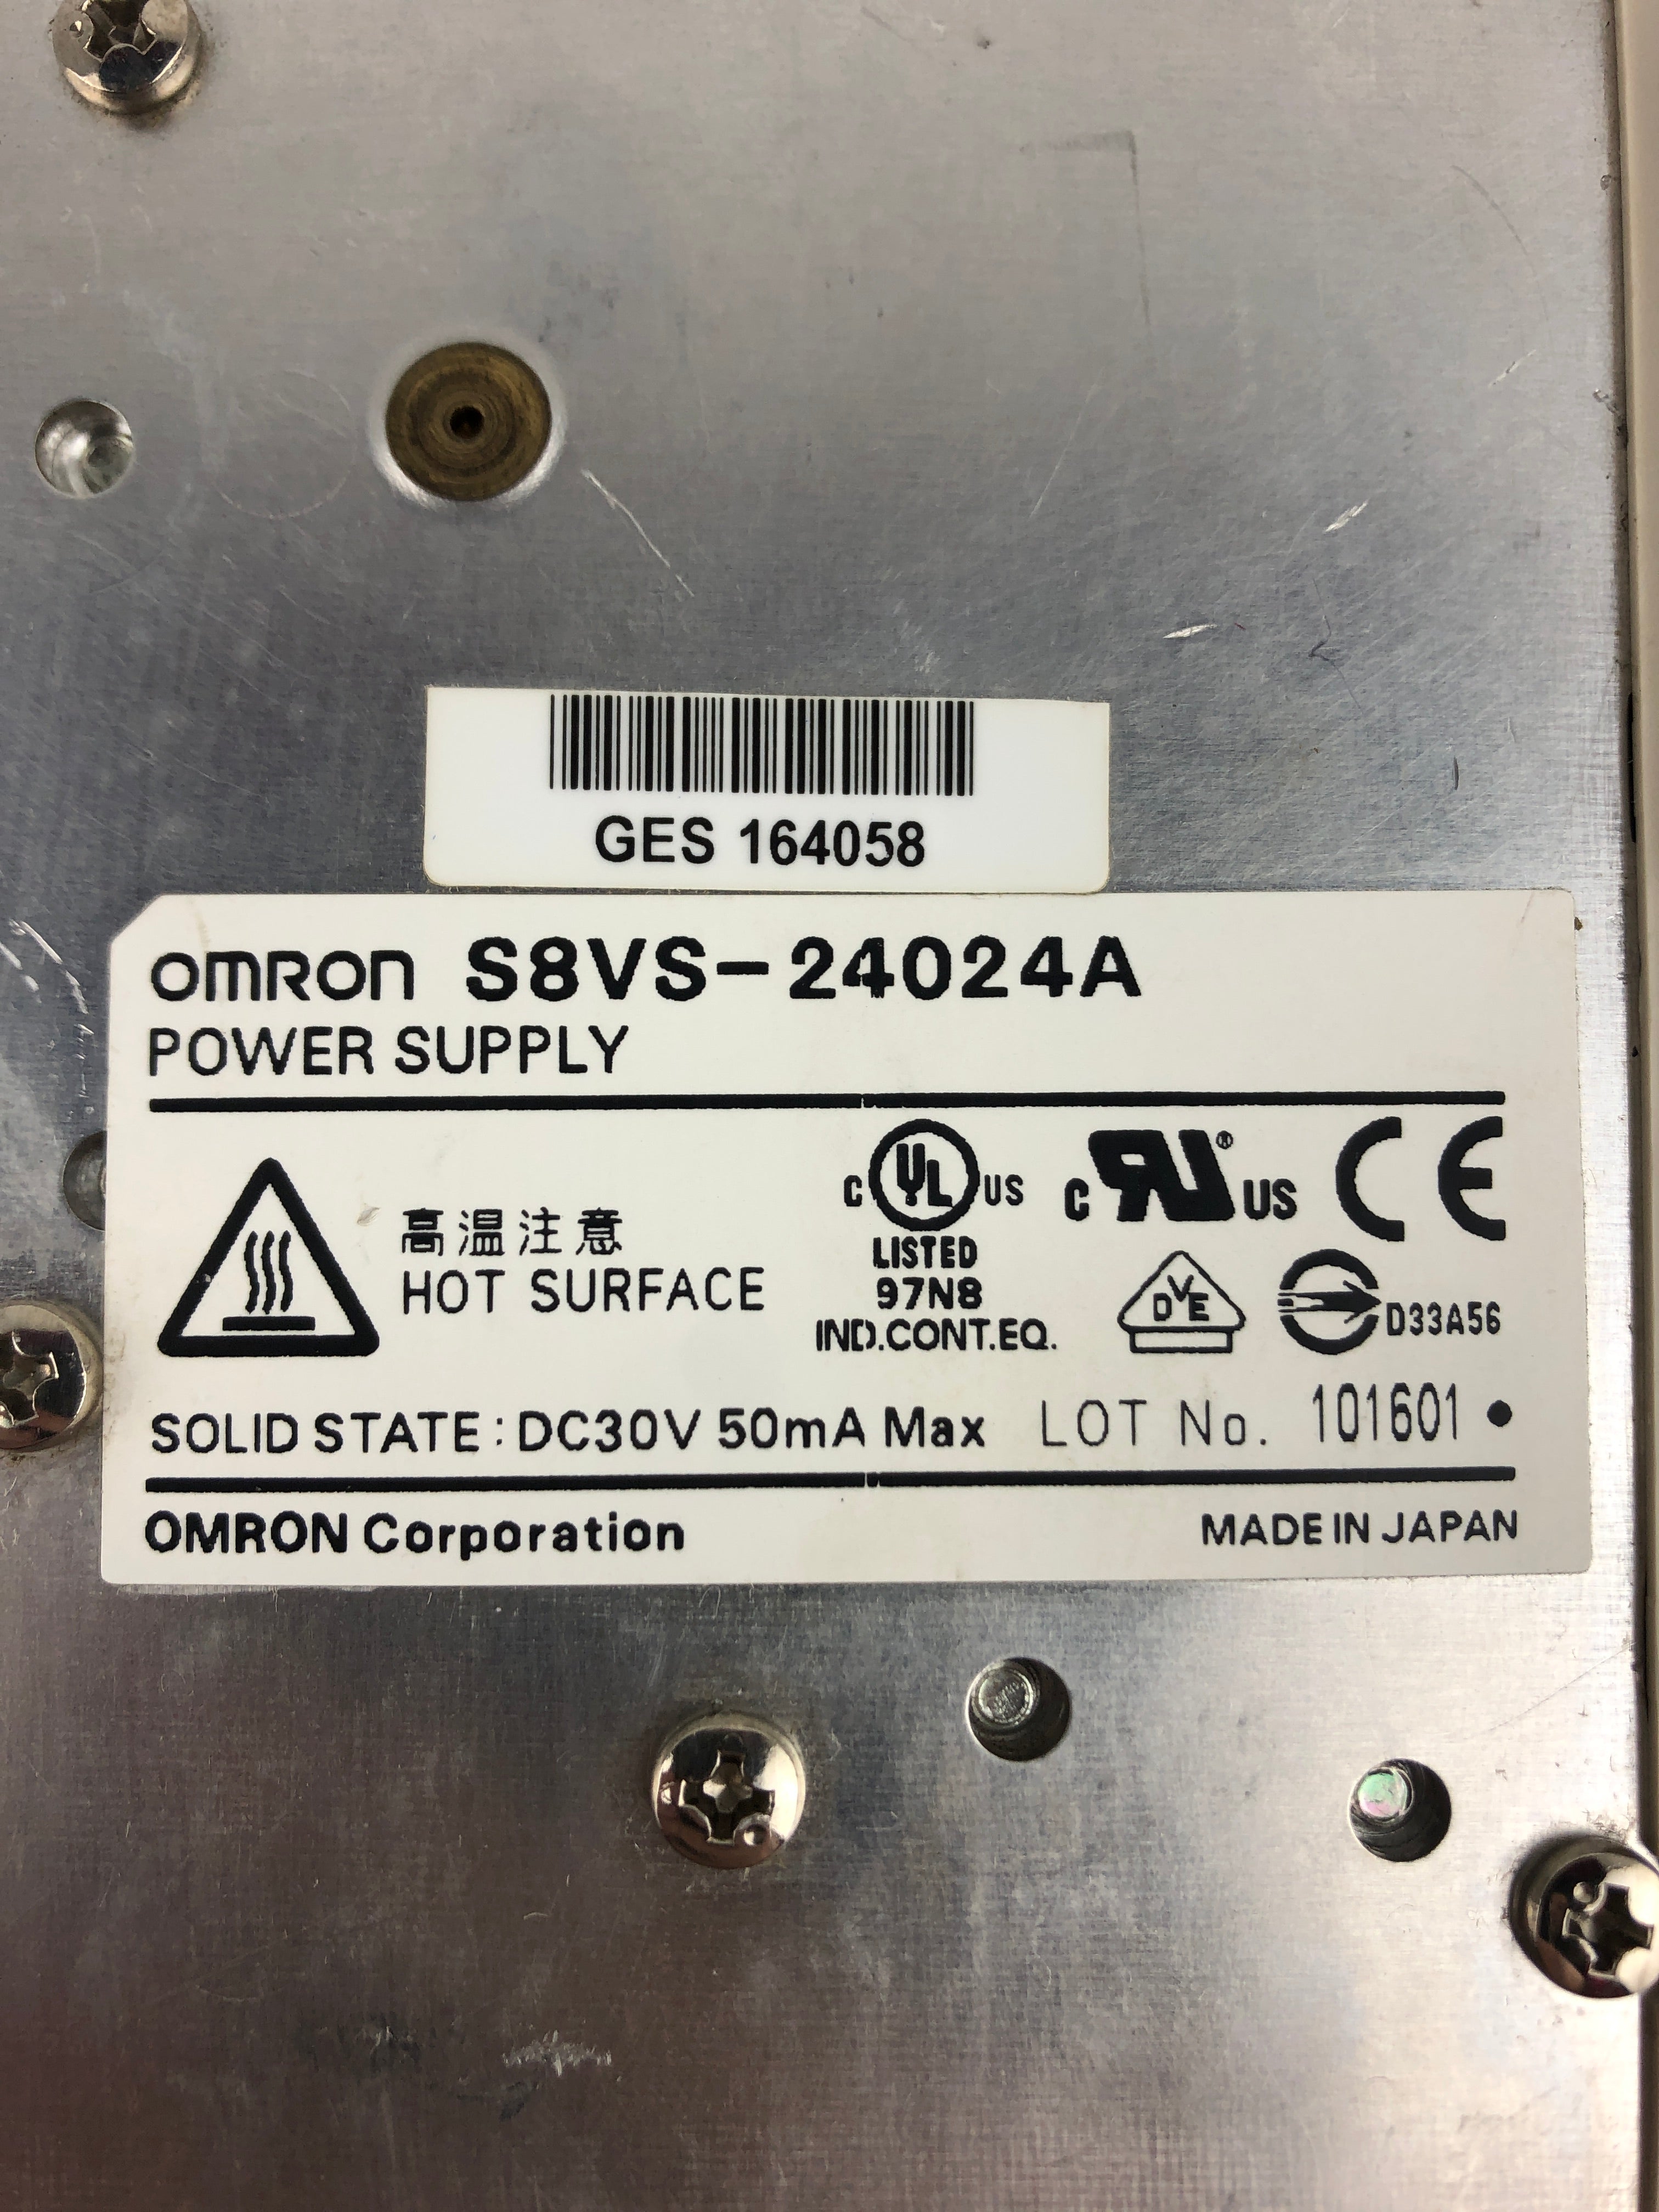 GES 164058
OMRON S8VS-24024A
POWER SUPPLY
高温注意
HOT SURFACE
C UL US
LISTED
97N8
IND.CONT.EQ.
C RU® US CE
DVE
D33A56
SOLID STATE : DC30V 50mA Max LOT No. 101601 •
OMRON Corporation MADE IN JAPAN